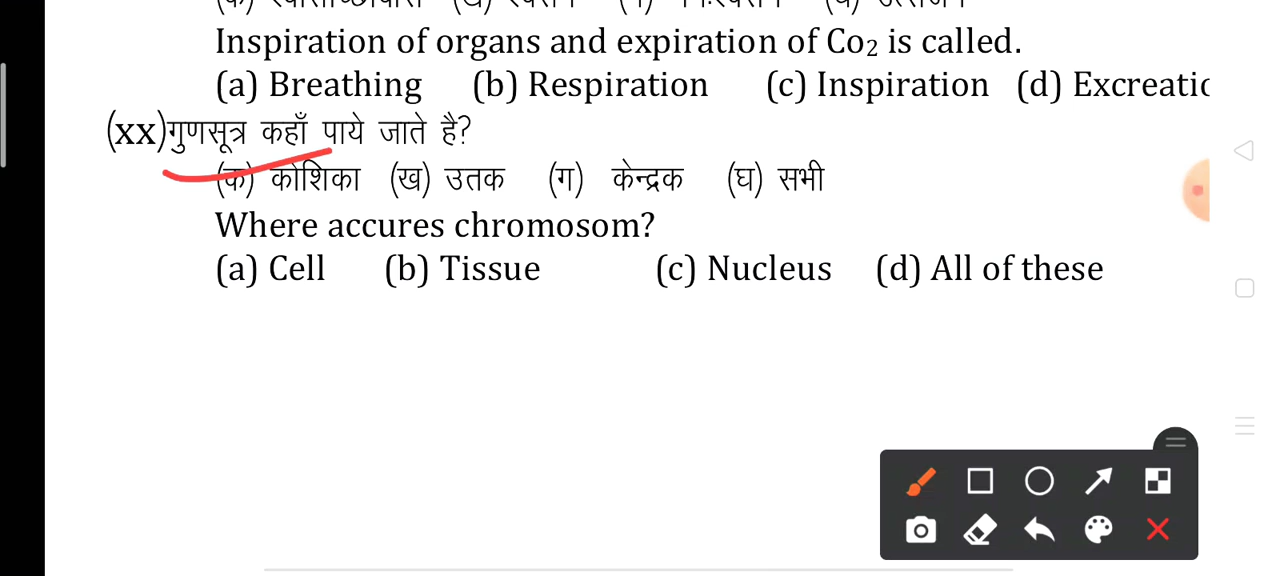 Inspiration of organs and expiration of Co₂ is called.
(a) Breathing (b) Respiration (c) Inspiration (d) Excreatic
(xx)गुणसूत्र कहाँ पाये जाते है?
(क) कोशिका (ख) उतक (ग) केन्द्रक (घ) सभी
Where accures chromosom?
(a) Cell (b) Tissue (c) Nucleus (d) All of these